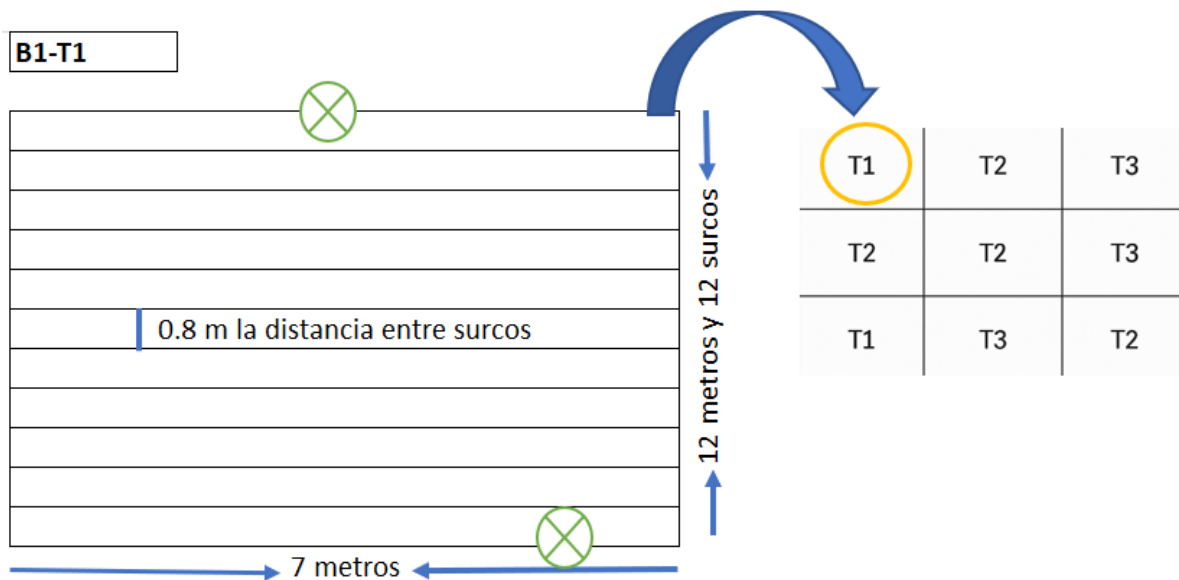 B1-T1
0.8 m la distancia entre surcos
12 metros y 12 surcos
7 metros
T1 T2 T3
T2 T2 T3
T1 T3 T2